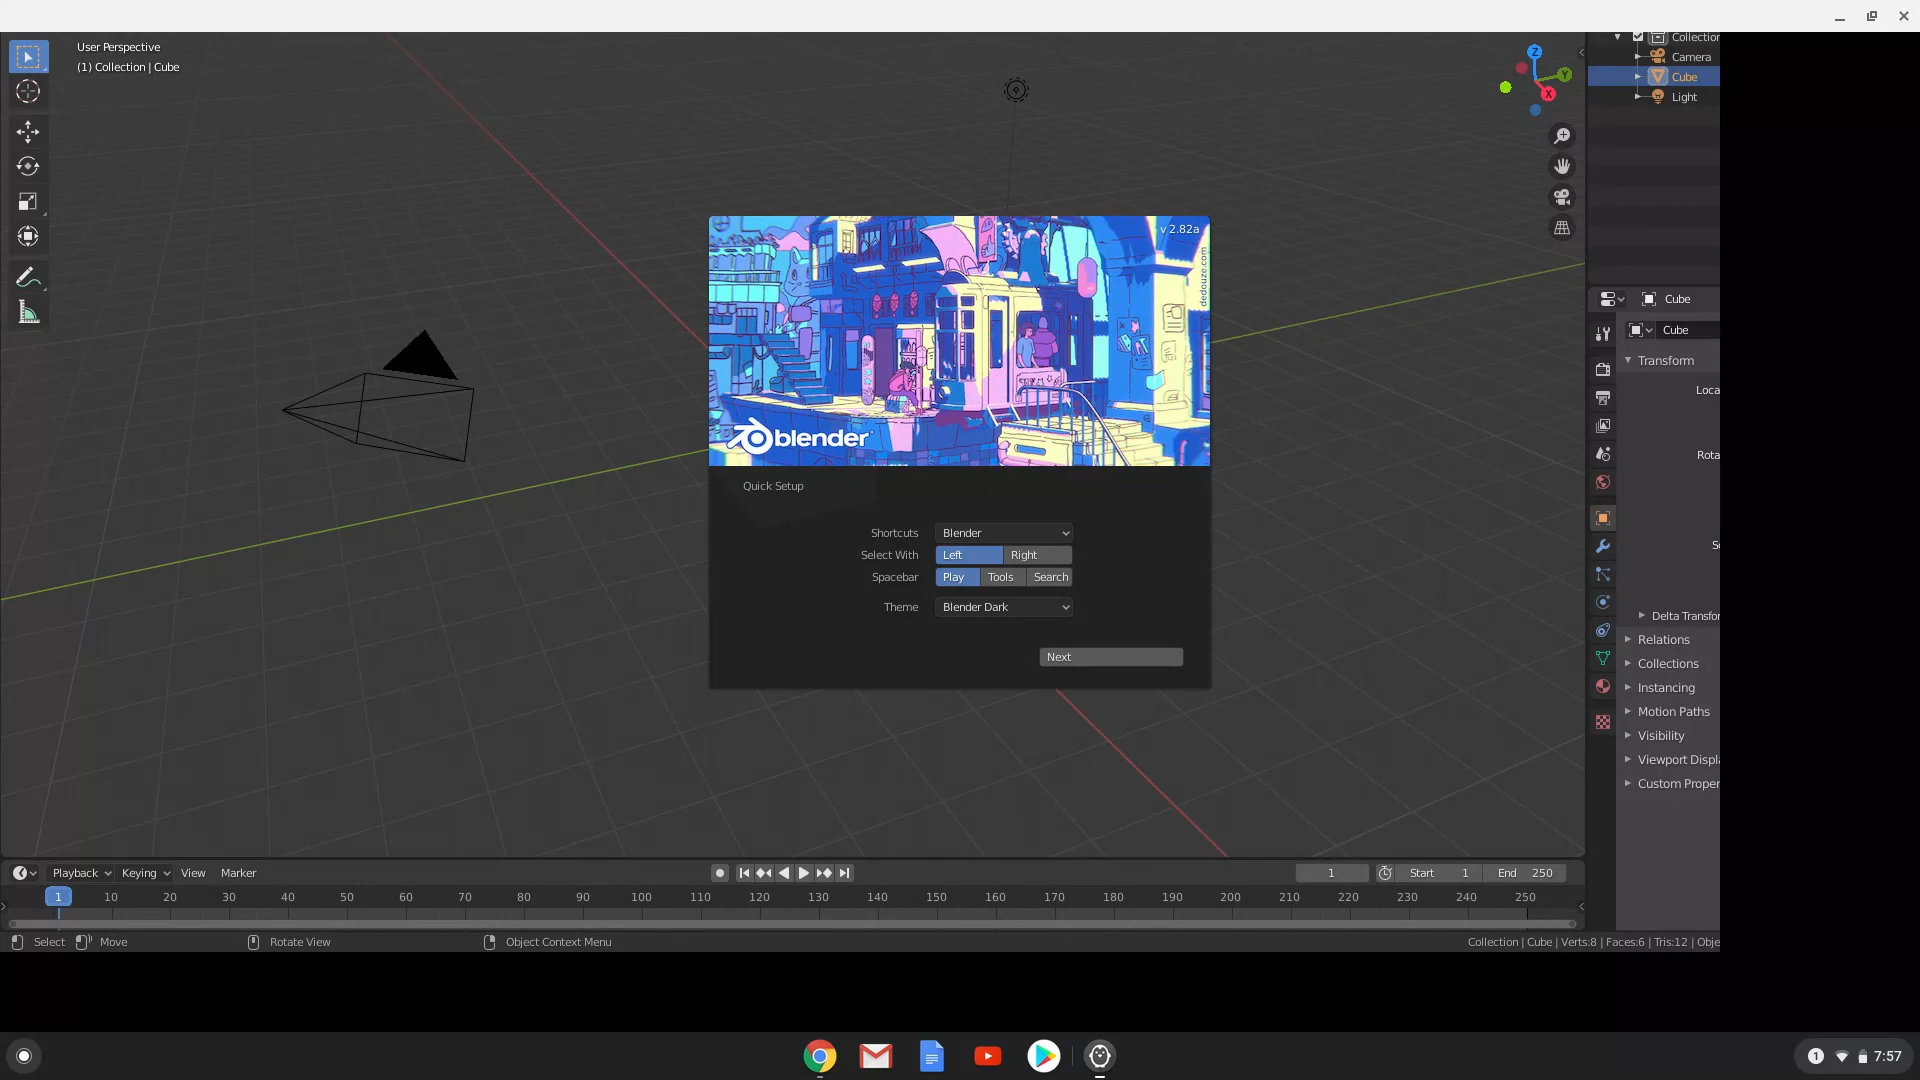 User Perspective
(1) Collection | Cube
Z
Y
X
Collection
Camera
Cube
Light
v 2.82a
dedouze.com
blender
Quick Setup
Shortcuts Blender
Select With Left Right
Spacebar Play Tools Search
Theme Blender Dark
Next
Cube
Cube
Transform
Loca
Rota
Sc
Delta Transfor
Relations
Collections
Instancing
Motion Paths
Visibility
Viewport Displa
Custom Proper
Playback Keying View Marker
1 Start 1 End 250
1 10 20 30 40 50 60 70 80 90 100 110 120 130 140 150 160 170 180 190 200 210 220 230 240 250
Select Move Rotate View Object Context Menu
Collection | Cube | Verts:8 | Faces:6 | Tris:12 | Obje
1 7:57